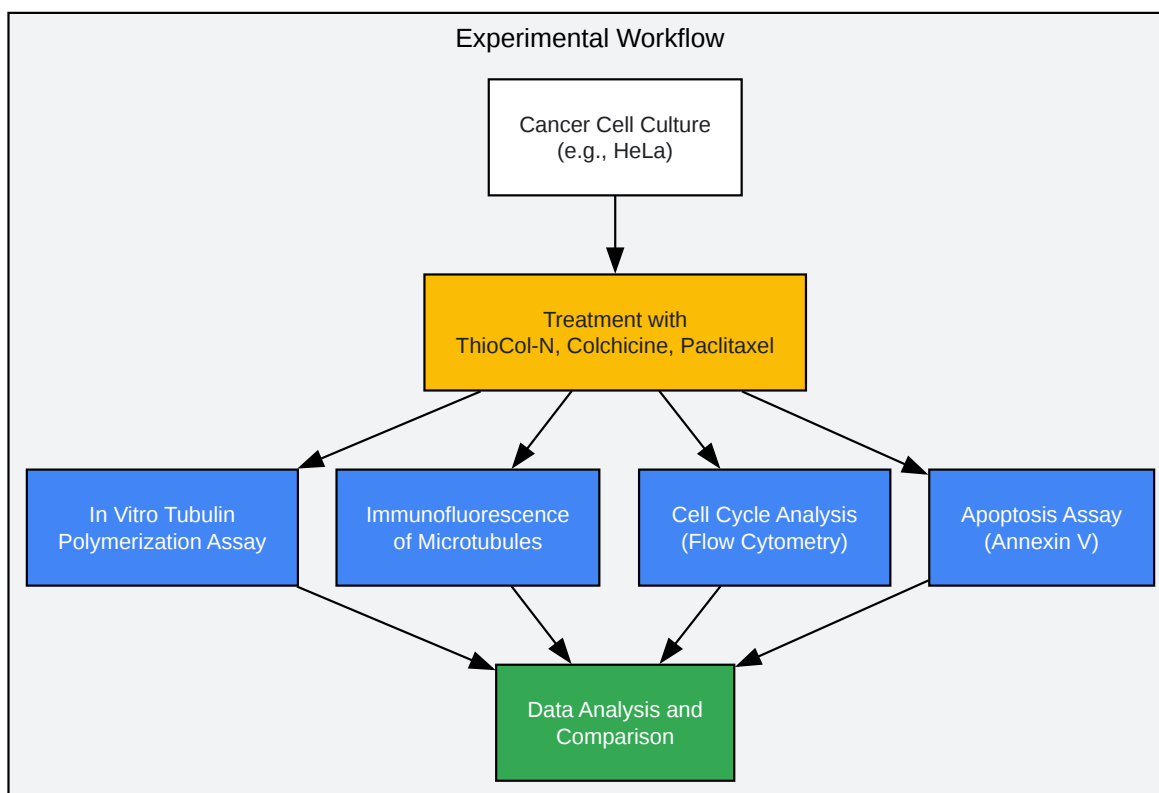 Experimental Workflow
Cancer Cell Culture
(e.g., HeLa)
Treatment with
ThioCol-N, Colchicine, Paclitaxel
In Vitro Tubulin
Polymerization Assay
Immunofluorescence
of Microtubules
Cell Cycle Analysis
(Flow Cytometry)
Apoptosis Assay
(Annexin V)
Data Analysis and
Comparison